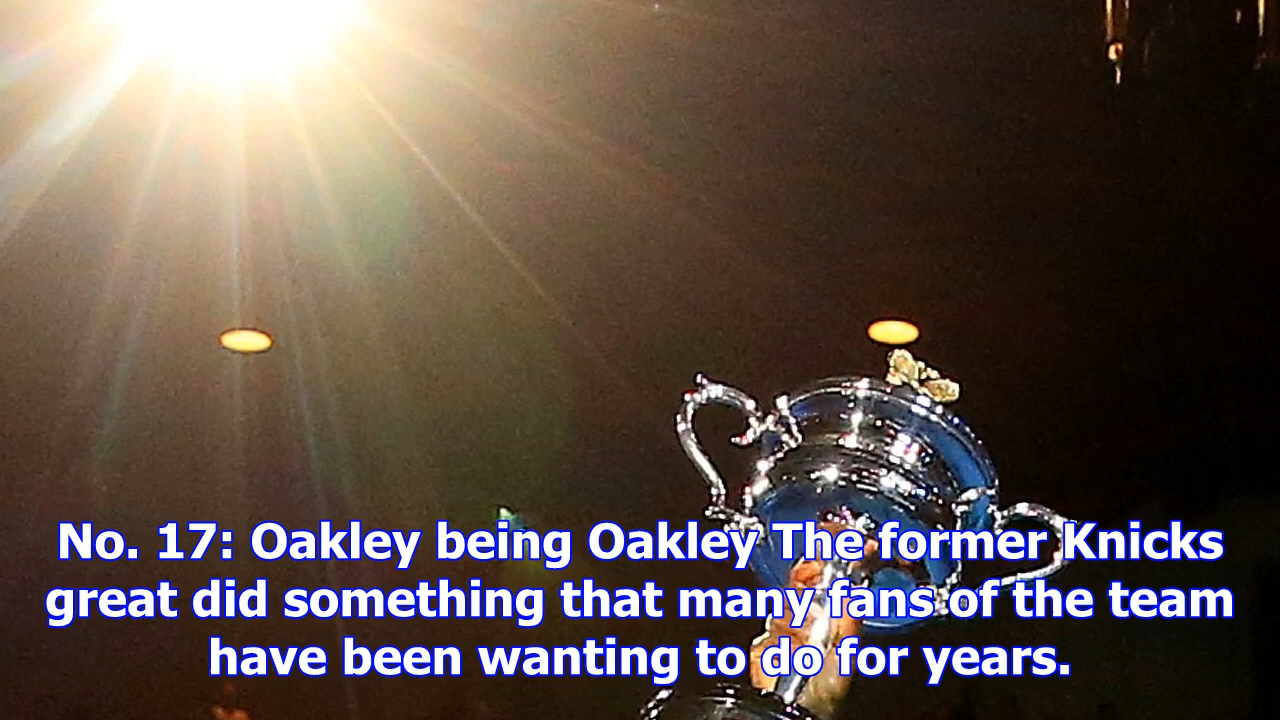 No. 17: Oakley being Oakley The former Knicks
great did something that many fans of the team
have been wanting to do for years.